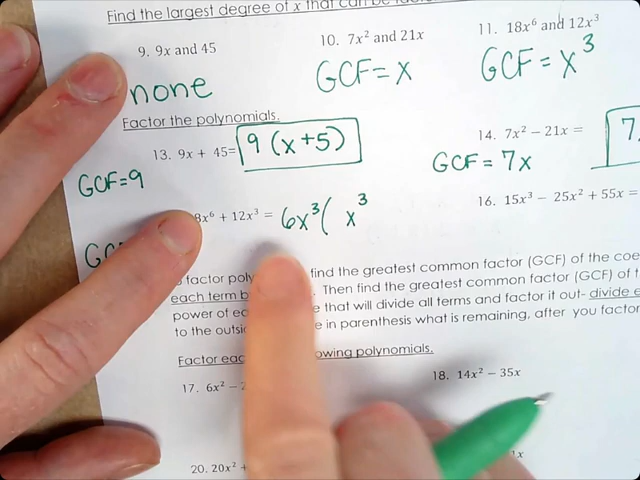 Find the largest degree of x that can be
9. 9x and 45
10. 7x² and 21x
11. 18x⁶ and 12x³
none
GCF = x
GCF = x³
Factor the polynomials.
13. 9x + 45 = 9 (x+5)
14. 7x² − 21x = 7
GCF=9
GCF = 7x
8x⁶ + 12x³ = 6x³( x³
16. 15x³ − 25x² + 55x =
GC
factor find the greatest common factor (GCF) of the
each term Then find the greatest common factor (GCF) of
power of that will divide all terms and factor it out- divide
to the in parenthesis what is remaining, after you factor
Factor owing polynomials.
17. 6x² −
18. 14x² − 35x
20. 20x² +
x